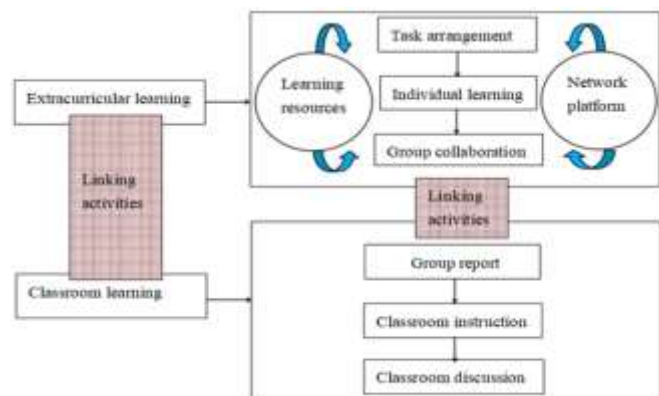 Task arrangement
Extracurricular learning
Learning
resources
Individual learning
Network
platform
Group collaboration
Linking
activities
Linking
activities
Group report
Classroom learning
Classroom instruction
Classroom discussion